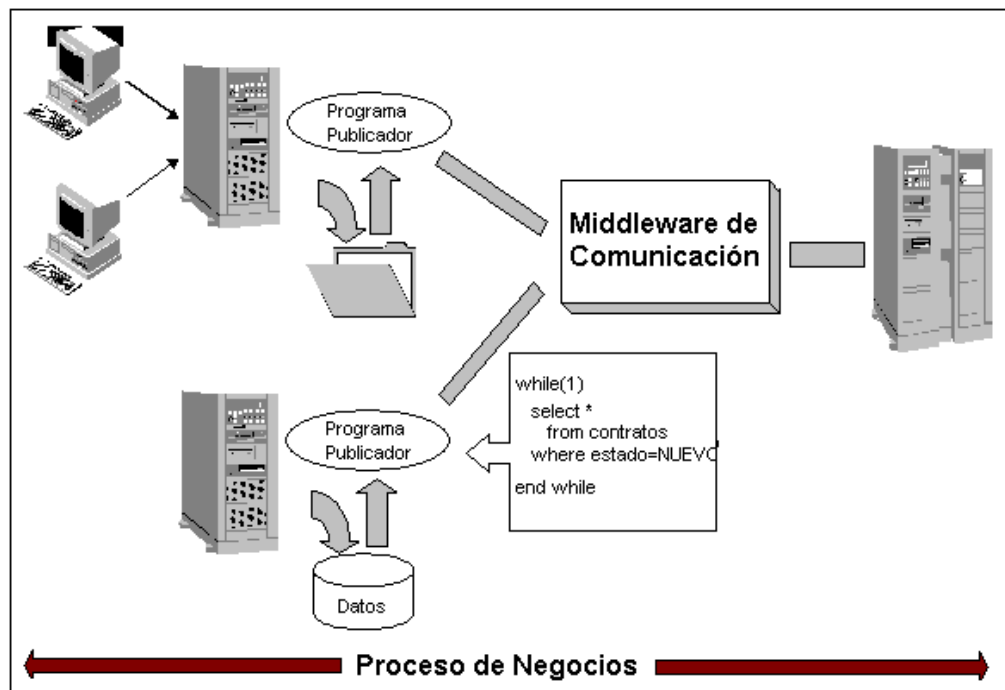 Programa
Publicador
Middleware de
Comunicación
while(1)
select *
from contratos
where estado=NUEVO
end while
Programa
Publicador
Datos
Proceso de Negocios